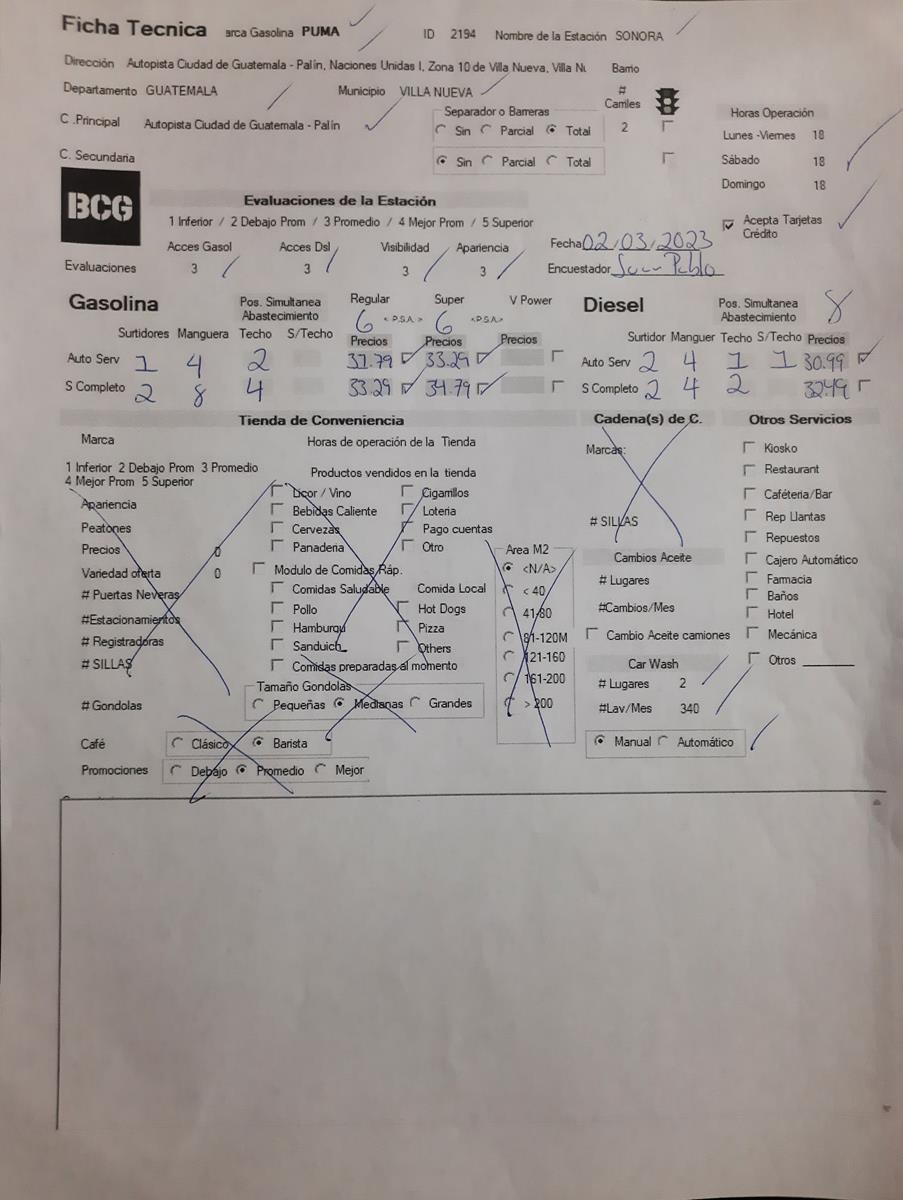 Ficha Tecnica arca Gasolina PUMA ID 2194 Nombre de la Estación SONORA
Dirección Autopista Ciudad de Guatemala - Palín, Naciones Unidas I, Zona 10 de Villa Nueva, Villa Nu Barrio
Departamento GUATEMALA Municipio VILLA NUEVA # Carriles
C .Principal Autopista Ciudad de Guatemala - Palín Separador o Barreras Horas Operación
Sin Parcial Total 2 Lunes -Viernes 18
C. Secundaria Sin Parcial Total Sábado 18
Domingo 18
BCG Evaluaciones de la Estación
1 Inferior / 2 Debajo Prom / 3 Promedio / 4 Mejor Prom / 5 Superior Acepta Tarjetas Crédito
Acces Gasol Acces Dsl Visibilidad Apariencia Fecha 02/03/2023
Evaluaciones 3 3 3 3 Encuestador Pablo
Gasolina Pos. Simultanea Abastecimiento Regular Super V Power Diesel Pos. Simultanea Abastecimiento 8
6 <P.S.A.> 6 <P.S.A>
Surtidores Manguera Techo S/Techo Precios Precios Precios Surtidor Manguer Techo S/Techo Precios
Auto Serv 1 4 2 31.79 33.29 Auto Serv 2 4 1 1 30.99
S Completo 2 8 4 33.29 34.79 S Completo 2 4 2 32.49
Tienda de Conveniencia Cadena(s) de C. Otros Servicios
Marca Horas de operación de la Tienda Marcas: Kiosko
1 Inferior 2 Debajo Prom 3 Promedio Productos vendidos en la tienda Restaurant
4 Mejor Prom 5 Superior
Licor / Vino Cigarrillos Caféteria/Bar
Apariencia Bebidas Caliente Loteria # SILLAS Rep Llantas
Peatones Cervezas Pago cuentas Repuestos
Precios 0 Panaderia Otro Area M2 Cambios Aceite Cajero Automático
Variedad oferta 0 Modulo de Comidas Ráp. <N/A> # Lugares Farmacia
# Puertas Neveras Comidas Saludable Comida Local < 40 Baños
#Estacionamientos Pollo Hot Dogs 41-80 #Cambios/Mes Hotel
# Registradoras Hamburqu Pizza 81-120M Cambio Aceite camiones Mecánica
# SILLAS Sanduich Others 121-160 Car Wash Otros
Comidas preparadas al momento 161-200 # Lugares 2
Tamaño Gondolas
# Gondolas Pequeñas Medianas Grandes > 200 #Lav/Mes 340
Café Clásico Barista Manual Automático
Promociones Debajo Promedio Mejor